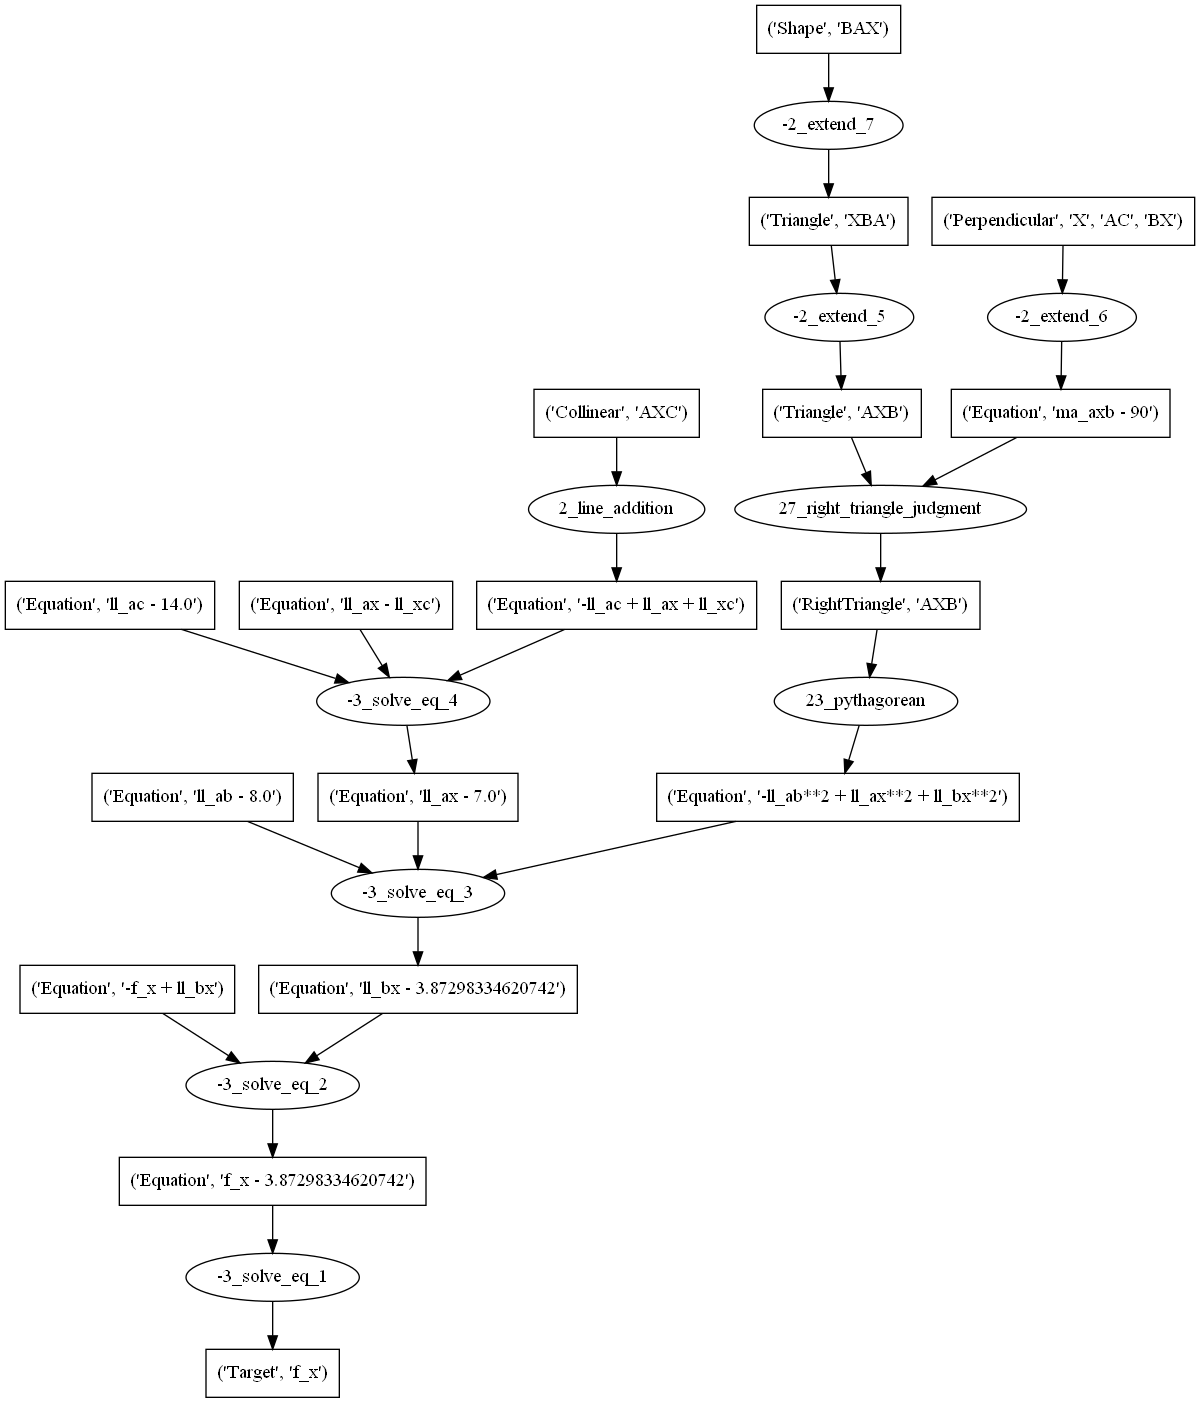 ('Shape', 'BAX')
-2_extend_7
('Triangle', 'XBA')
('Perpendicular', 'X', 'AC', 'BX')
-2_extend_5
-2_extend_6
('Collinear', 'AXC')
('Triangle', 'AXB')
('Equation', 'ma_axb - 90')
2_line_addition
27_right_triangle_judgment
('Equation', 'll_ac - 14.0')
('Equation', 'll_ax - ll_xc')
('Equation', '-ll_ac + ll_ax + ll_xc')
('RightTriangle', 'AXB')
-3_solve_eq_4
23_pythagorean
('Equation', 'll_ab - 8.0')
('Equation', 'll_ax - 7.0')
('Equation', '-ll_ab**2 + ll_ax**2 + ll_bx**2')
-3_solve_eq_3
('Equation', '-f_x + ll_bx')
('Equation', 'll_bx - 3.87298334620742')
-3_solve_eq_2
('Equation', 'f_x - 3.87298334620742')
-3_solve_eq_1
('Target', 'f_x')